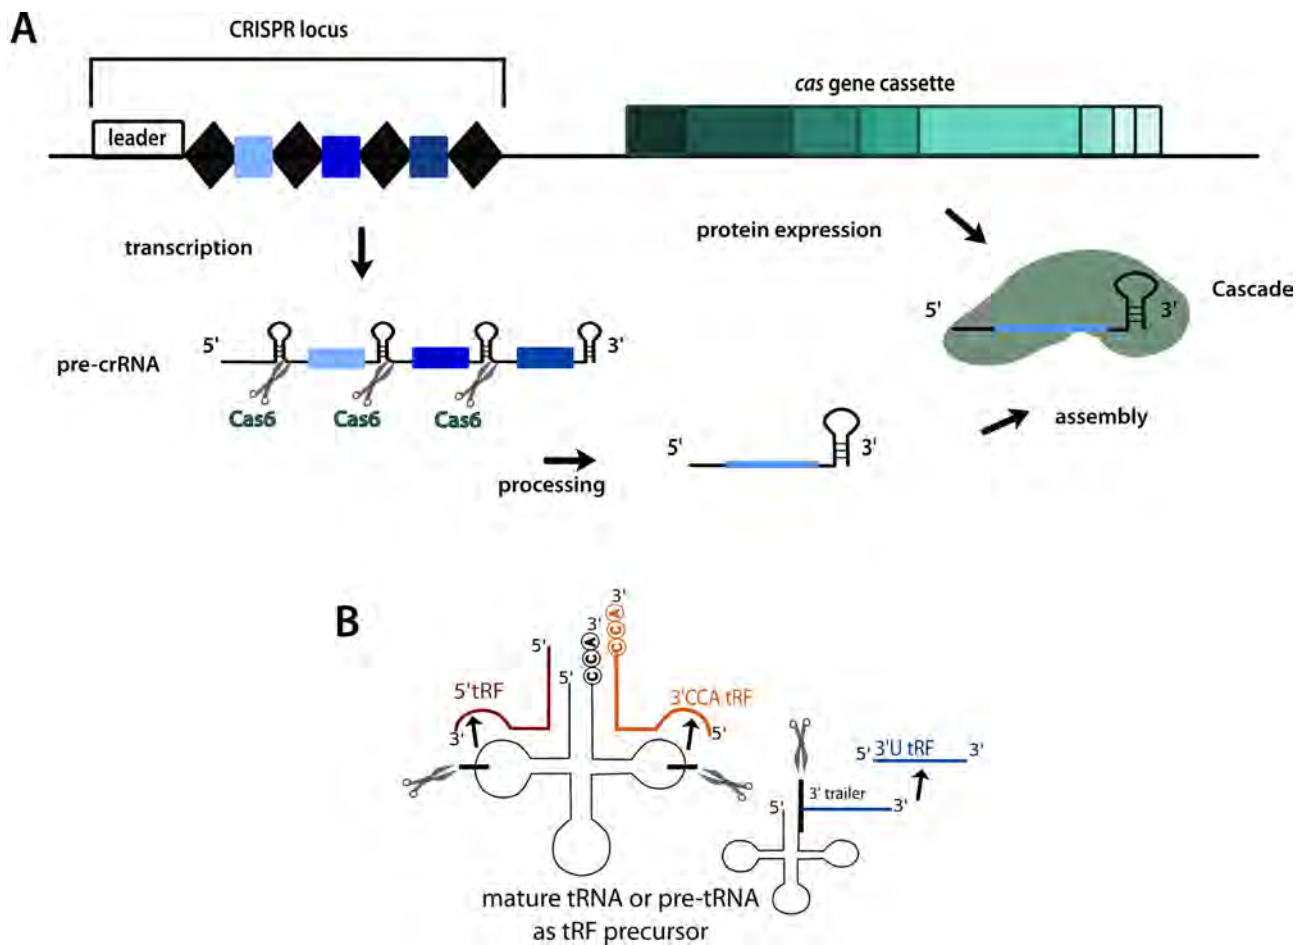 A
CRISPR locus
cas gene cassette
leader
transcription
protein expression
5'
3'
Cascade
5'
3'
pre-crRNA
Cas6
Cas6
Cas6
assembly
5'
3'
processing
B
3'
A
C
C
3'
A
C
C
5'
5'
5'tRF
3'CCA tRF
3'
5'
5'
3'U tRF
3'
5'
3' trailer
3'
mature tRNA or pre-tRNA
as tRF precursor